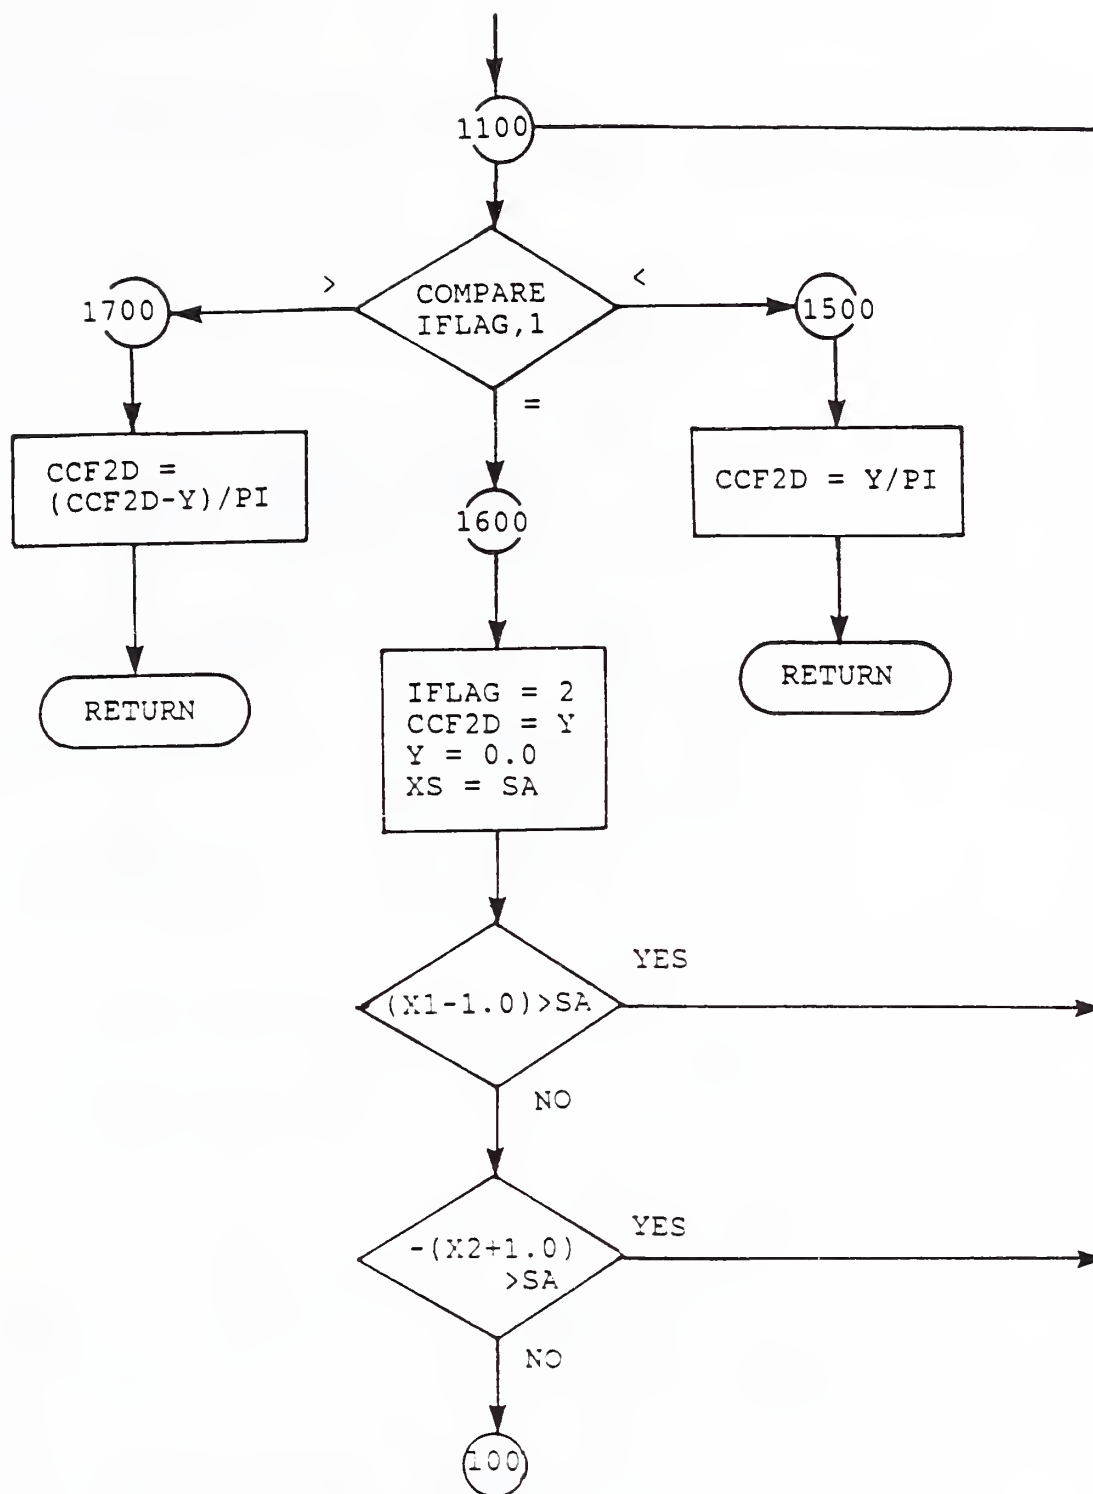 1100
>
<
COMPARE
IFLAG,1
1700
1500
=
CCF2D =
(CCF2D-Y)/PI
CCF2D = Y/PI
1600
RETURN
RETURN
IFLAG = 2
CCF2D = Y
Y = 0.0
XS = SA
YES
(X1-1.0)>SA
NO
YES
-(X2+1.0)
>SA
NO
100